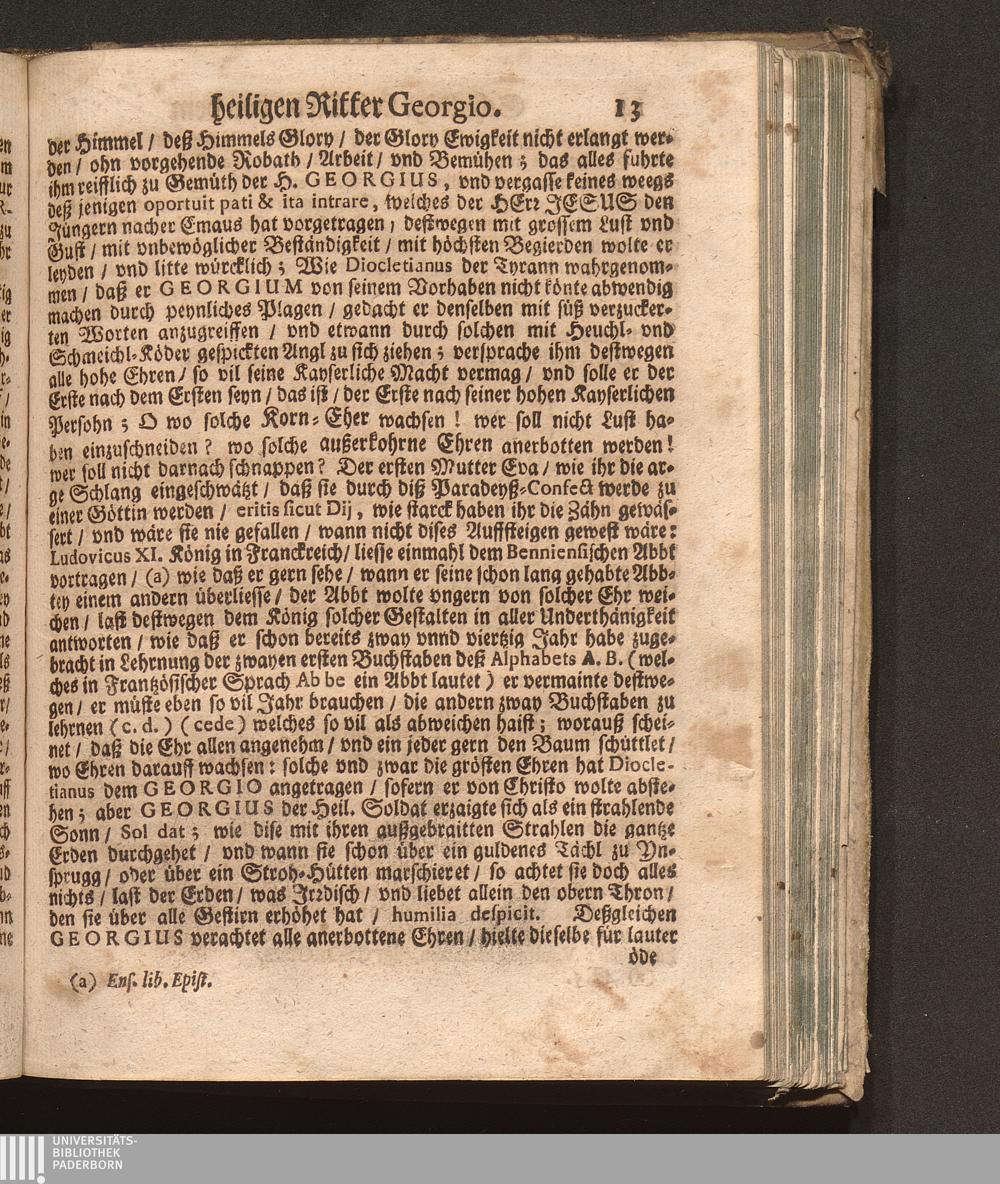 heiligen Ritter Georgio. 13
der Himmel / deß Himmels Glory / der Glory Ewigkeit nicht erlangt wer-
den / ohn vorgehende Robath / Arbeit / vnd Bemühen ; das alles fuhrte
ihm reifflich zu Gemüth der H. GEORGIUS, vnd vergasse keines weegs
deß jenigen oportuit pati & ita intrare, welches der HErr JESUS den
Jüngern nacher Emaus hat vorgetragen, destwegen mit grossem Lust vnd
Gust / mit vnbewöglicher Beständigkeit / mit höchsten Begierden wolte er
leyden / vnd litte würcklich ; Wie Diocletianus der Tyrann wahrgenom-
men / daß er GEORGIUM von seinem Vorhaben nicht könte abwendig
machen durch peynliches Plagen / gedacht er denselben mit süß verzucker-
ten Worten anzugreiffen / vnd etwann durch solchen mit Heuchl- vnd
Schmeichl-Köder gespickten Angl zu sich ziehen ; versprache ihm destwegen
alle hohe Ehren / so vil seine Kayserliche Macht vermag / vnd solle er der
Erste nach dem Ersten seyn / das ist / der Erste nach seiner hohen Kayserlichen
Persohn ; O wo solche Korn-Eher wachsen ! wer soll nicht Lust ha-
ben einzuschneiden ? wo solche außerkohrne Ehren anerbotten werden !
wer soll nicht darnach schnappen ? Der ersten Mutter Eva / wie ihr die ar-
ge Schlang eingeschwätzt / daß sie durch diß Paradeyß-Confect werde zu
einer Göttin werden / eritis sicut Dij, wie starck haben ihr die Zähn gewäs-
sert / vnd wäre sie nie gefallen / wann nicht dises Auffsteigen gewest wäre :
Ludovicus XI. König in Franckreich / liesse einmahl dem Benniensischen Abbt
vortragen / (a) wie daß er gern sehe / wann er seine schon lang gehabte Abb-
tey einem andern überliesse / der Abbt wolte vngern von solcher Ehr wei-
chen / last destwegen dem König solcher Gestalten in aller Underthänigkeit
antworten / wie daß er schon bereits zway vnnd viertzig Jahr habe zuge-
bracht in Lehrnung der zwayen ersten Buchstaben deß Alphabets A. B. (wel-
ches in Frantzösischer Sprach Ab be ein Abbt lautet) er vermainte destwe-
gen / er müste eben so vil Jahr brauchen / die andern zway Buchstaben zu
lehrnen (c. d.) (cede) welches so vil als abweichen haist ; worauß schei-
net / daß die Ehr allen angenehm / vnd ein jeder gern den Baum schüttlet /
wo Ehren darauff wachsen : solche vnd zwar die grösten Ehren hat Diocle-
tianus dem GEORGIO angetragen / sofern er von Christo wolte abste-
hen ; aber GEORGIUS der Heil. Soldat erzaigte sich als ein strahlende
Sonn / Sol dat ; wie dise mit ihren außgebraitten Strahlen die gantze
Erden durchgehet / vnd wann sie schon über ein guldenes Tächl zu Yn-
sprugg / oder über ein Stroh-Hütten marschieret / so achtet sie doch alles
nichts / last der Erden / was Irrdisch / vnd liebet allein den obern Thron /
den sie über alle Gestirn erhöhet hat / humilia despicit. Deßgleichen
GEORGIUS verachtet alle anerbottene Ehren / hielte dieselbe für lauter
öde
(a) Ens. lib. Epist.
UNIVERSITÄTS-
BIBLIOTHEK
PADERBORN